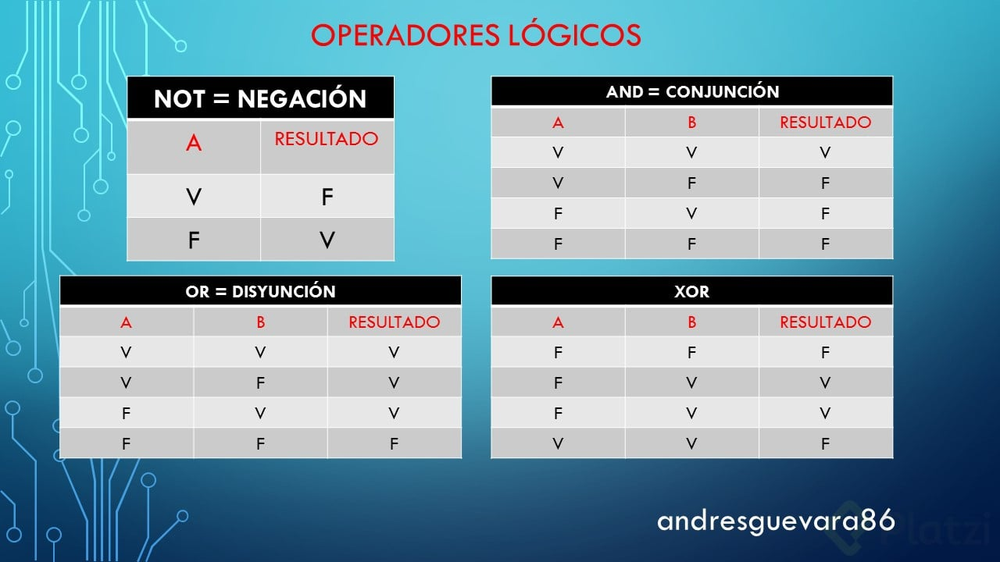 OPERADORES LÓGICOS
NOT = NEGACIÓN
A RESULTADO
V F
F V
AND = CONJUNCIÓN
A B RESULTADO
V V V
V F F
F V F
F F F
OR = DISYUNCIÓN
A B RESULTADO
V V V
V F V
F V V
F F F
XOR
A B RESULTADO
F F F
F V V
F V V
V V F
andresguevara86
Platzi